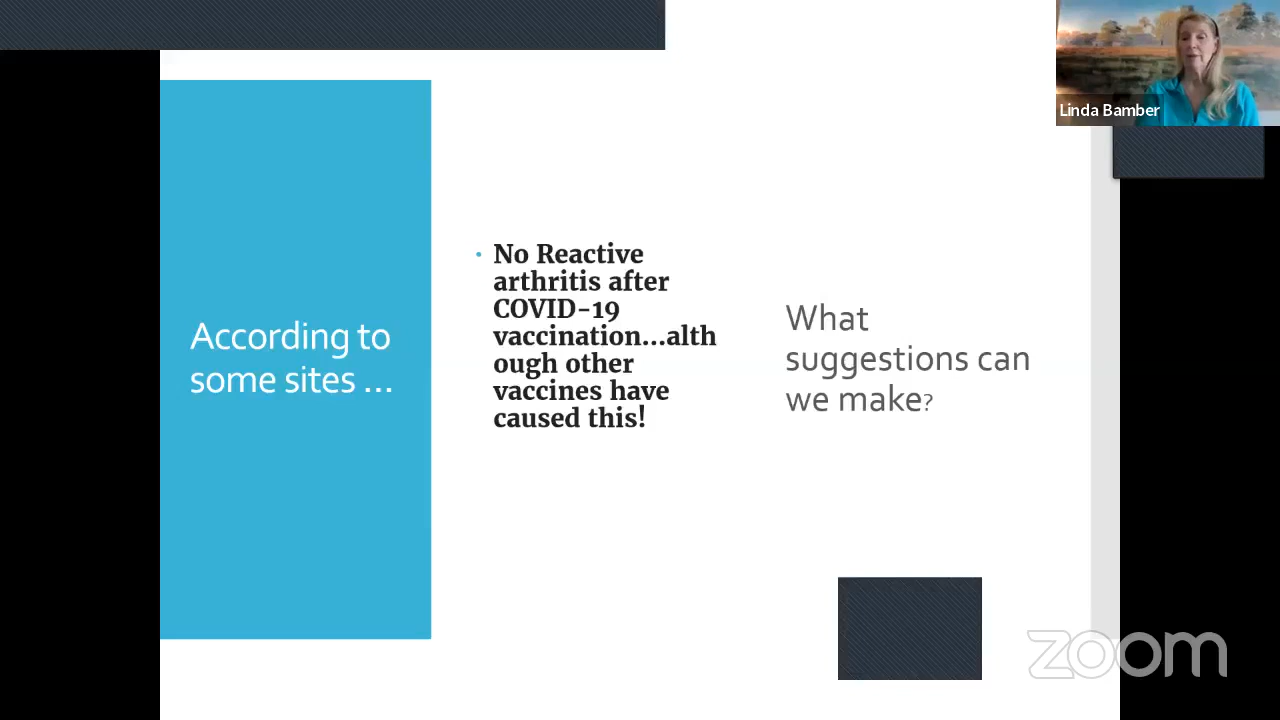 Linda Bamber
According to
some sites ...
• No Reactive
arthritis after
COVID-19
vaccination...alth
ough other
vaccines have
caused this!
What
suggestions can
we make?
zoom